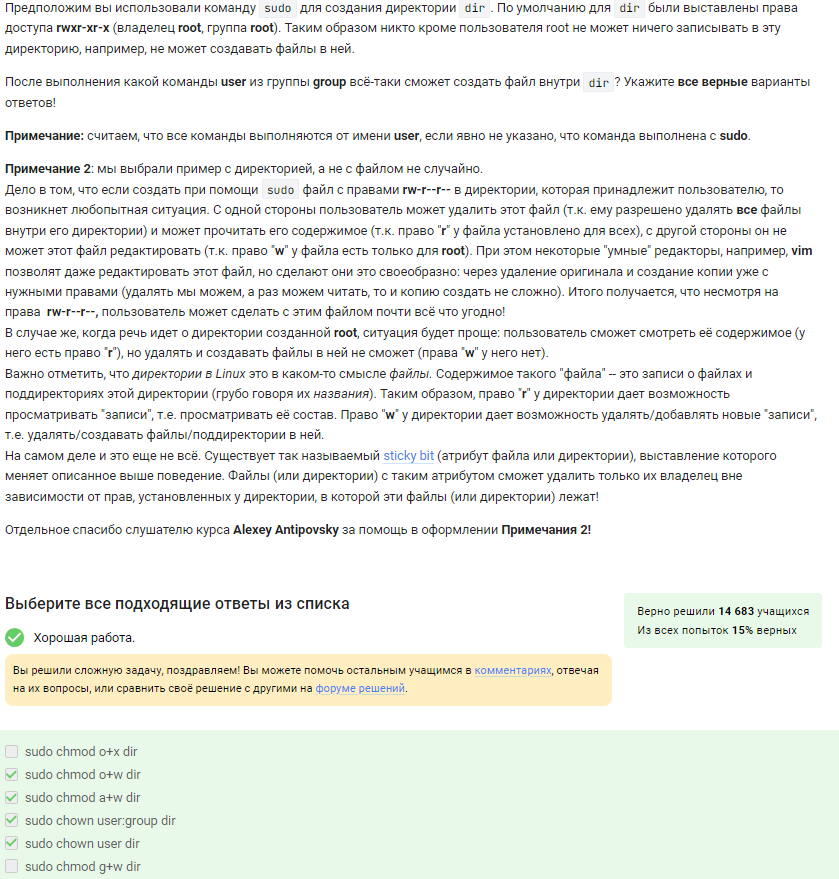 Предположим вы использовали команду sudo для создания директории dir . По умолчанию для dir были выставлены права
доступа rwxr-xr-x (владелец root, группа root). Таким образом никто кроме пользователя root не может ничего записывать в эту
директорию, например, не может создавать файлы в ней.
После выполнения какой команды user из группы group всё-таки сможет создать файл внутри dir ? Укажите все верные варианты
ответов!
Примечание: считаем, что все команды выполняются от имени user, если явно не указано, что команда выполнена с sudo.
Примечание 2: мы выбрали пример с директорией, а не с файлом не случайно.
Дело в том, что если создать при помощи sudo файл с правами rw-r--r-- в директории, которая принадлежит пользователю, то
возникнет любопытная ситуация. С одной стороны пользователь может удалить этот файл (т.к. ему разрешено удалять все файлы
внутри его директории) и может прочитать его содержимое (т.к. право "r" у файла установлено для всех), с другой стороны он не
может этот файл редактировать (т.к. право "w" у файла есть только для root). При этом некоторые "умные" редакторы, например, vim
позволят даже редактировать этот файл, но сделают они это своеобразно: через удаление оригинала и создание копии уже с
нужными правами (удалять мы можем, а раз можем читать, то и копию создать не сложно). Итого получается, что несмотря на
права rw-r--r--, пользователь может сделать с этим файлом почти всё что угодно!
В случае же, когда речь идет о директории созданной root, ситуация будет проще: пользователь сможет смотреть её содержимое (у
него есть право "r"), но удалять и создавать файлы в ней не сможет (права "w" у него нет).
Важно отметить, что директории в Linux это в каком-то смысле файлы. Содержимое такого "файла" -- это записи о файлах и
поддиректориях этой директории (грубо говоря их названия). Таким образом, право "r" у директории дает возможность
просматривать "записи", т.е. просматривать её состав. Право "w" у директории дает возможность удалять/добавлять новые "записи",
т.е. удалять/создавать файлы/поддиректории в ней.
На самом деле и это еще не всё. Существует так называемый sticky bit (атрибут файла или директории), выставление которого
меняет описанное выше поведение. Файлы (или директории) с таким атрибутом сможет удалить только их владелец вне
зависимости от прав, установленных у директории, в которой эти файлы (или директории) лежат!
Отдельное спасибо слушателю курса Alexey Antipovsky за помощь в оформлении Примечания 2!
Выберите все подходящие ответы из списка
Верно решили 14 683 учащихся
Из всех попыток 15% верных
Хорошая работа.
Вы решили сложную задачу, поздравляем! Вы можете помочь остальным учащимся в комментариях, отвечая
на их вопросы, или сравнить своё решение с другими на форуме решений.
sudo chmod o+x dir
sudo chmod o+w dir
sudo chmod a+w dir
sudo chown user:group dir
sudo chown user dir
sudo chmod g+w dir